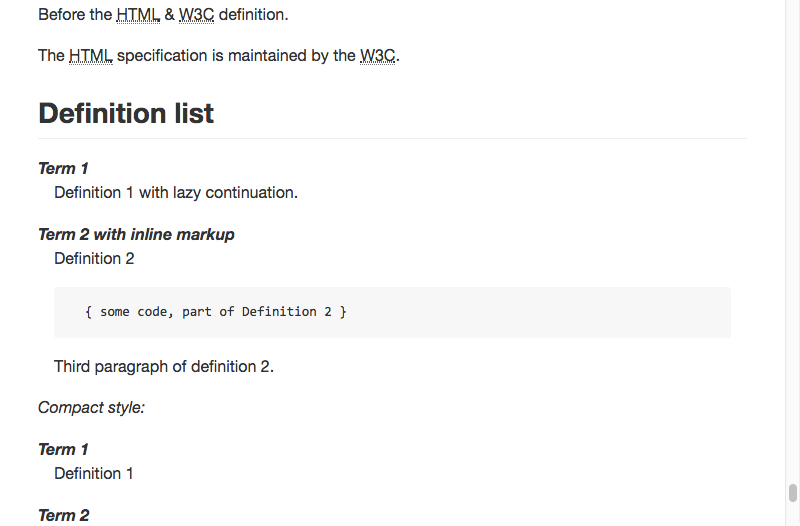 Before the HTML & W3C definition.
The HTML specification is maintained by the W3C.
Definition list
Term 1
Definition 1 with lazy continuation.
Term 2 with inline markup
Definition 2
{ some code, part of Definition 2 }
Third paragraph of definition 2.
Compact style:
Term 1
Definition 1
Term 2